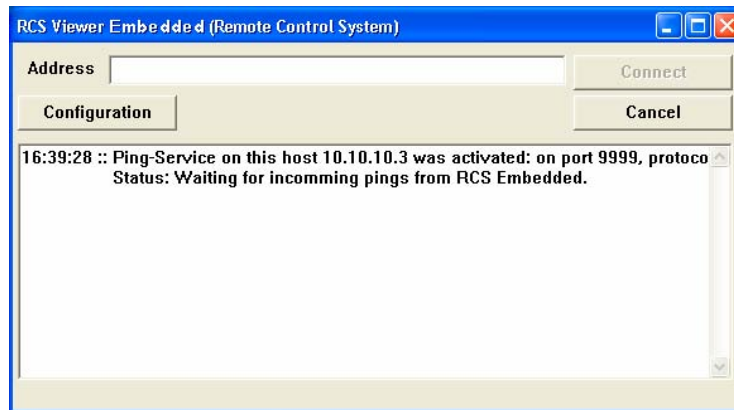 RCS Viewer Embedded (Remote Control System)
Address
Connect
Configuration
Cancel
16:39:28 :: Ping-Service on this host 10.10.10.3 was activated: on port 9999, protoco
Status: Waiting for incomming pings from RCS Embedded.